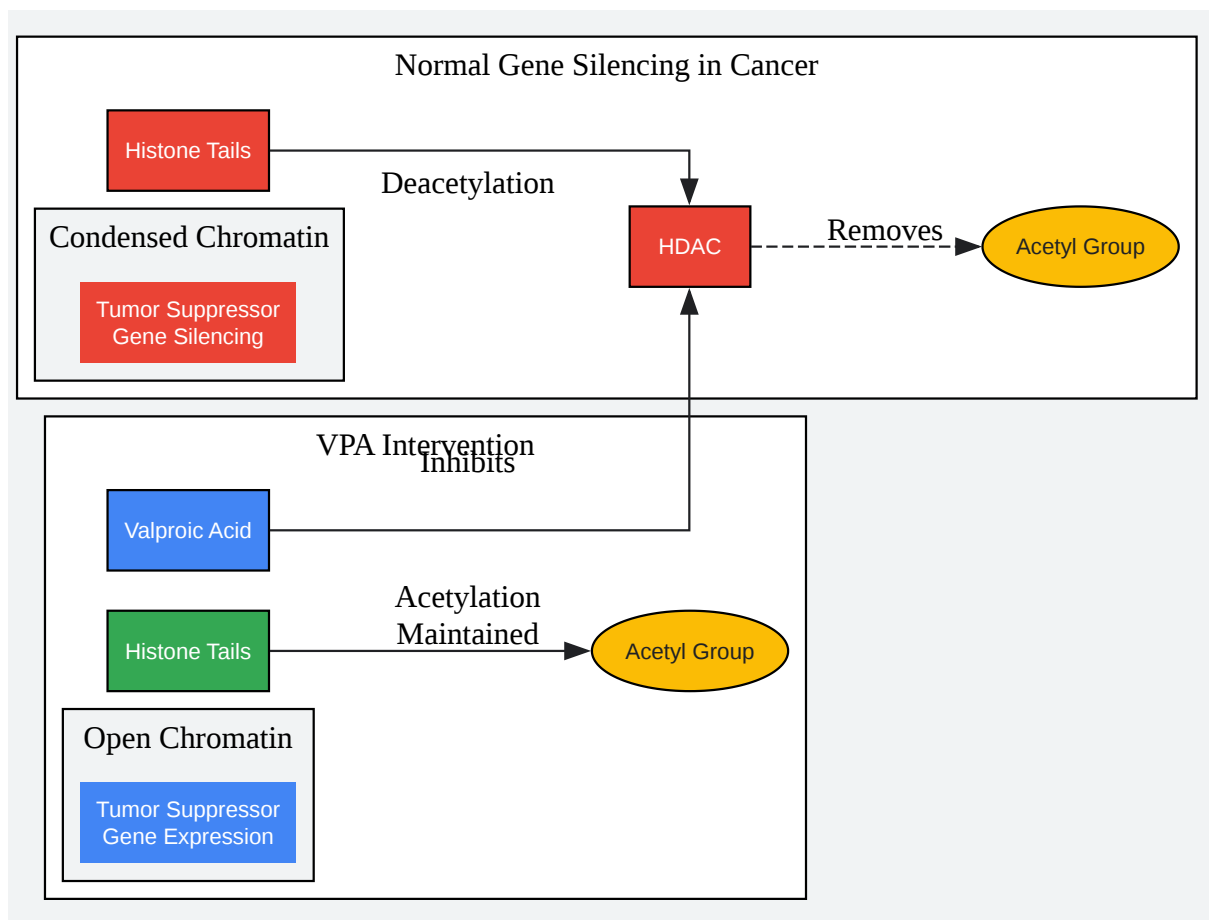 Normal Gene Silencing in Cancer
Histone Tails
Deacetylation
Condensed Chromatin
Tumor Suppressor
Gene Silencing
HDAC
Removes
Acetyl Group
VPA Intervention
Inhibits
Valproic Acid
Acetylation
Maintained
Histone Tails
Acetyl Group
Open Chromatin
Tumor Suppressor
Gene Expression